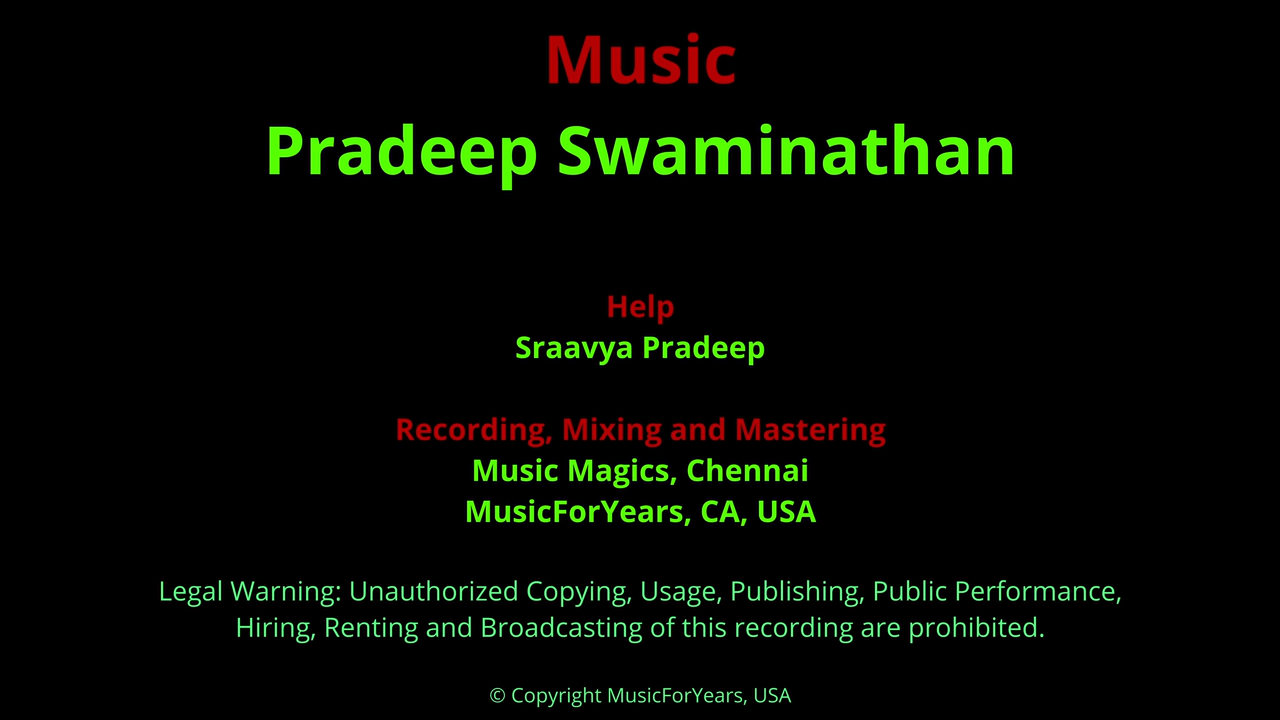 Music
Pradeep Swaminathan
Help
Sraavya Pradeep
Recording, Mixing and Mastering
Music Magics, Chennai
MusicForYears, CA, USA
Legal Warning: Unauthorized Copying, Usage, Publishing, Public Performance,
Hiring, Renting and Broadcasting of this recording are prohibited.
© Copyright MusicForYears, USA